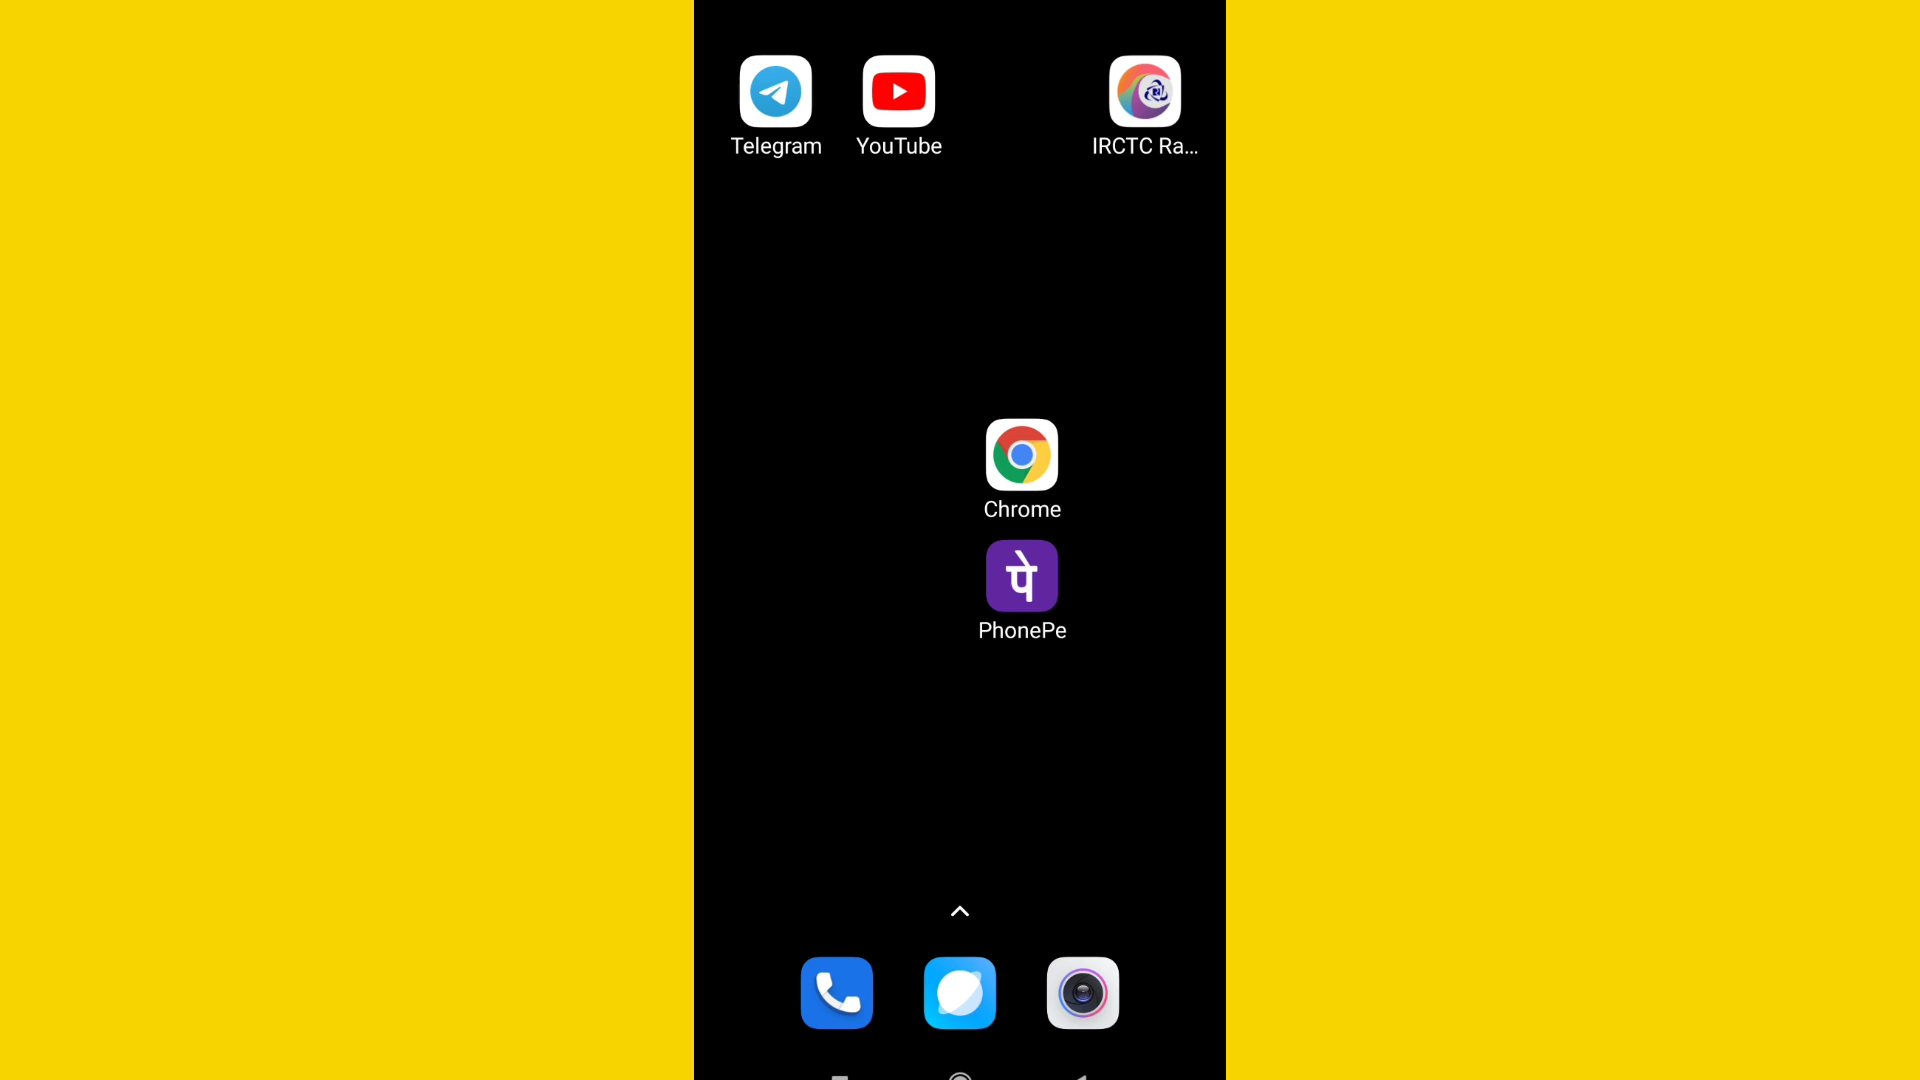 Telegram
YouTube
IRCTC Ra...
Chrome
पे
PhonePe